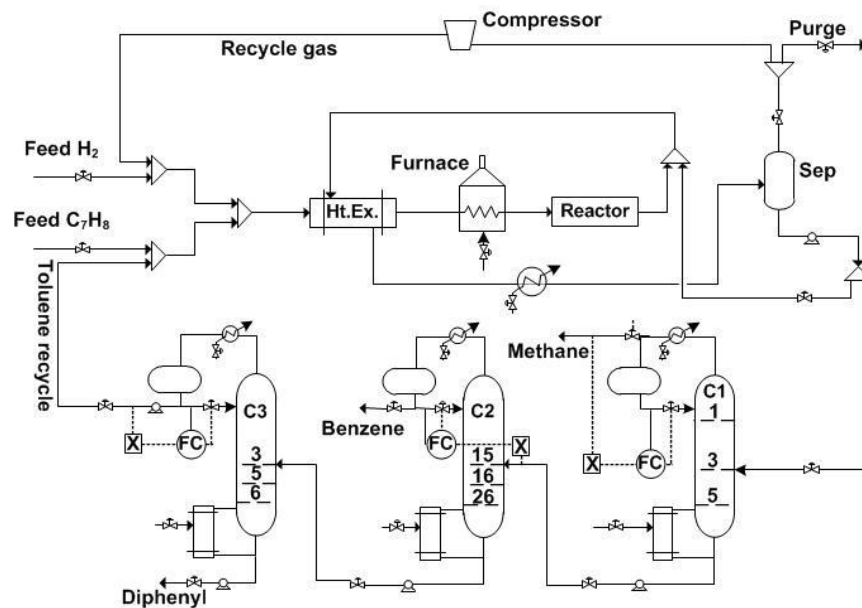 Compressor
Purge
Recycle gas
Feed H₂
Furnace
Sep
Ht.Ex.
Reactor
Feed C₇H₈
Toluene recycle
Methane
C3
C2
C1
1
Benzene
X
FC
3
5
6
FC
X
15
16
26
X
FC
3
5
Diphenyl